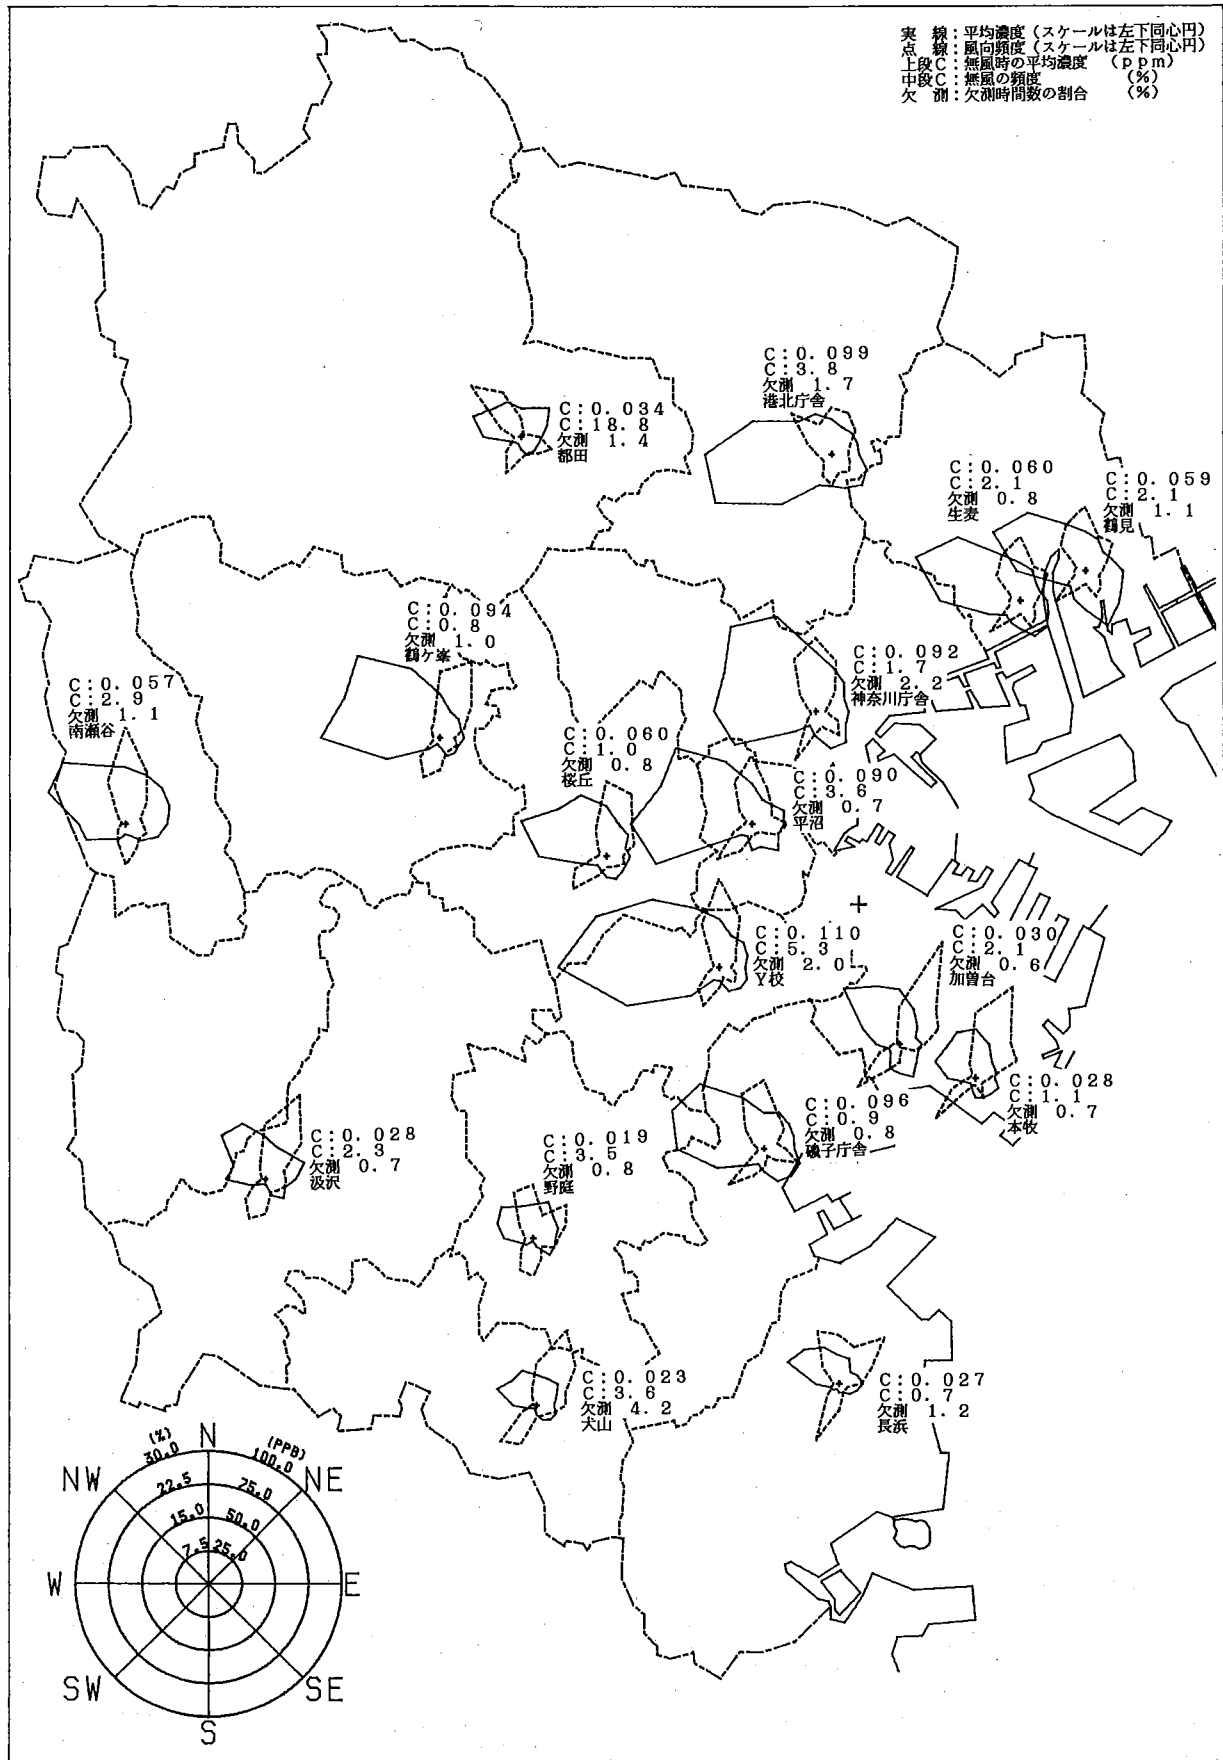 実 線：平均濃度（スケールは左下同心円）
点 線：風向頻度（スケールは左下同心円）
上段C：無風時の平均濃度 （ｐｐｍ）
中段C：無風の頻度 （％）
欠 測：欠測時間数の割合 （％）
C：0．099
C：3．8
欠測 1．7
港北庁舎
C：0．034
C：18．8
欠測 1．4
都田
C：0．060
C：2．1
欠測 0．8
生麦
C：0．059
C：2．1
欠測 1．1
鶴見
C：0．094
C：0．8
欠測 1．0
鶴ケ峯
C：0．092
C：1．7
欠測 2．2
神奈川庁舎
C：0．057
C：2．9
欠測 1．1
南瀬谷
C：0．060
C：1．0
欠測 0．8
桜丘
C：0．090
C：3．6
欠測 0．7
平沼
C：0．110
C：5．3
欠測 2．0
Y校
C：0．030
C：2．1
欠測 0．6
加曽台
C：0．028
C：1．1
欠測 0．7
本牧
C：0．096
C：0．9
欠測 0．8
磯子庁舎
C：0．028
C：2．3
欠測 0．7
汲沢
C：0．019
C：3．5
欠測 0．8
野庭
C：0．023
C：3．6
欠測 4．2
犬山
C：0．027
C：0．7
欠測 1．2
長浜
(%) N (PPB)
30.0 100.0
NW NE
22.5 25.0
15.0 50.0
7.5 25.0
W E
SW SE
S